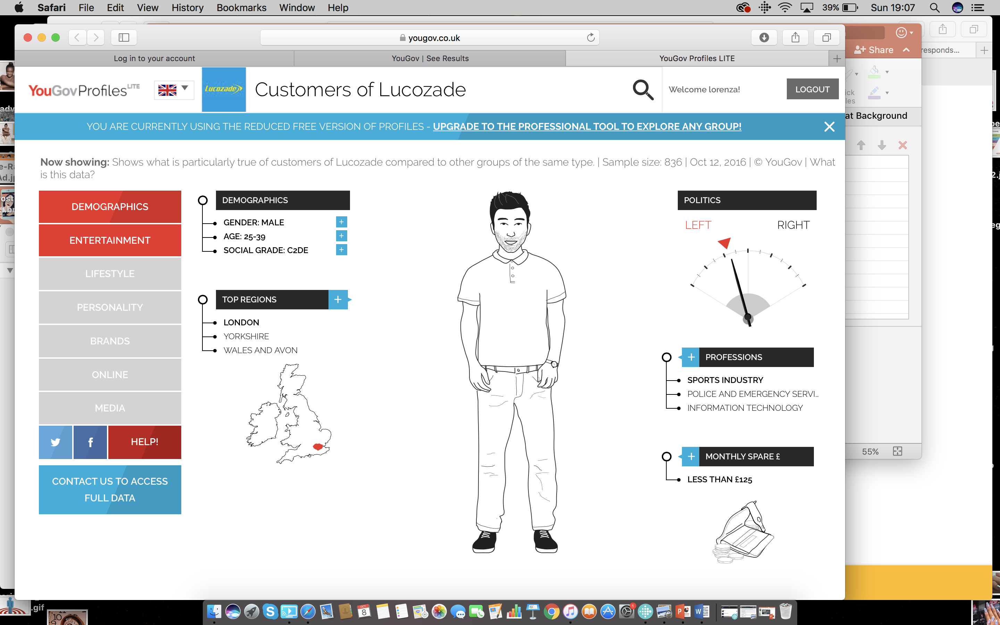 Safari File Edit View History Bookmarks Window Help 39% Sun 19:07
yougov.co.uk
Log in to your account YouGov | See Results YouGov Profiles LITE
Share
responds...
YouGovProfiles LITE Lucozade Customers of Lucozade Welcome lorenza! LOGOUT
at Background
YOU ARE CURRENTLY USING THE REDUCED FREE VERSION OF PROFILES - UPGRADE TO THE PROFESSIONAL TOOL TO EXPLORE ANY GROUP!
Now showing: Shows what is particularly true of customers of Lucozade compared to other groups of the same type. | Sample size: 836 | Oct 12, 2016 | © YouGov | What
is this data?
DEMOGRAPHICS
ENTERTAINMENT
LIFESTYLE
PERSONALITY
BRANDS
ONLINE
MEDIA
HELP!
CONTACT US TO ACCESS
FULL DATA
DEMOGRAPHICS
GENDER: MALE
AGE: 25-39
SOCIAL GRADE: C2DE
TOP REGIONS
LONDON
YORKSHIRE
WALES AND AVON
POLITICS
LEFT RIGHT
PROFESSIONS
SPORTS INDUSTRY
POLICE AND EMERGENCY SERVI...
INFORMATION TECHNOLOGY
MONTHLY SPARE £
LESS THAN £125
55%
.gif
OCT
8